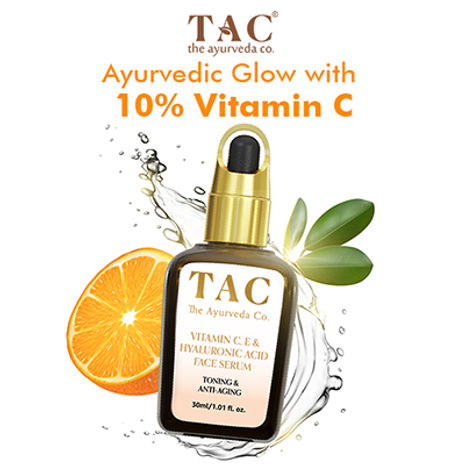 TAC®
the ayurveda co.
Ayurvedic Glow with
10% Vitamin C
TAC
The Ayurveda Co.
VITAMIN C, E &
HYALURONIC ACID
FACE SERUM
TONING &
ANTI-AGING
30ml/1.01 fl. oz.